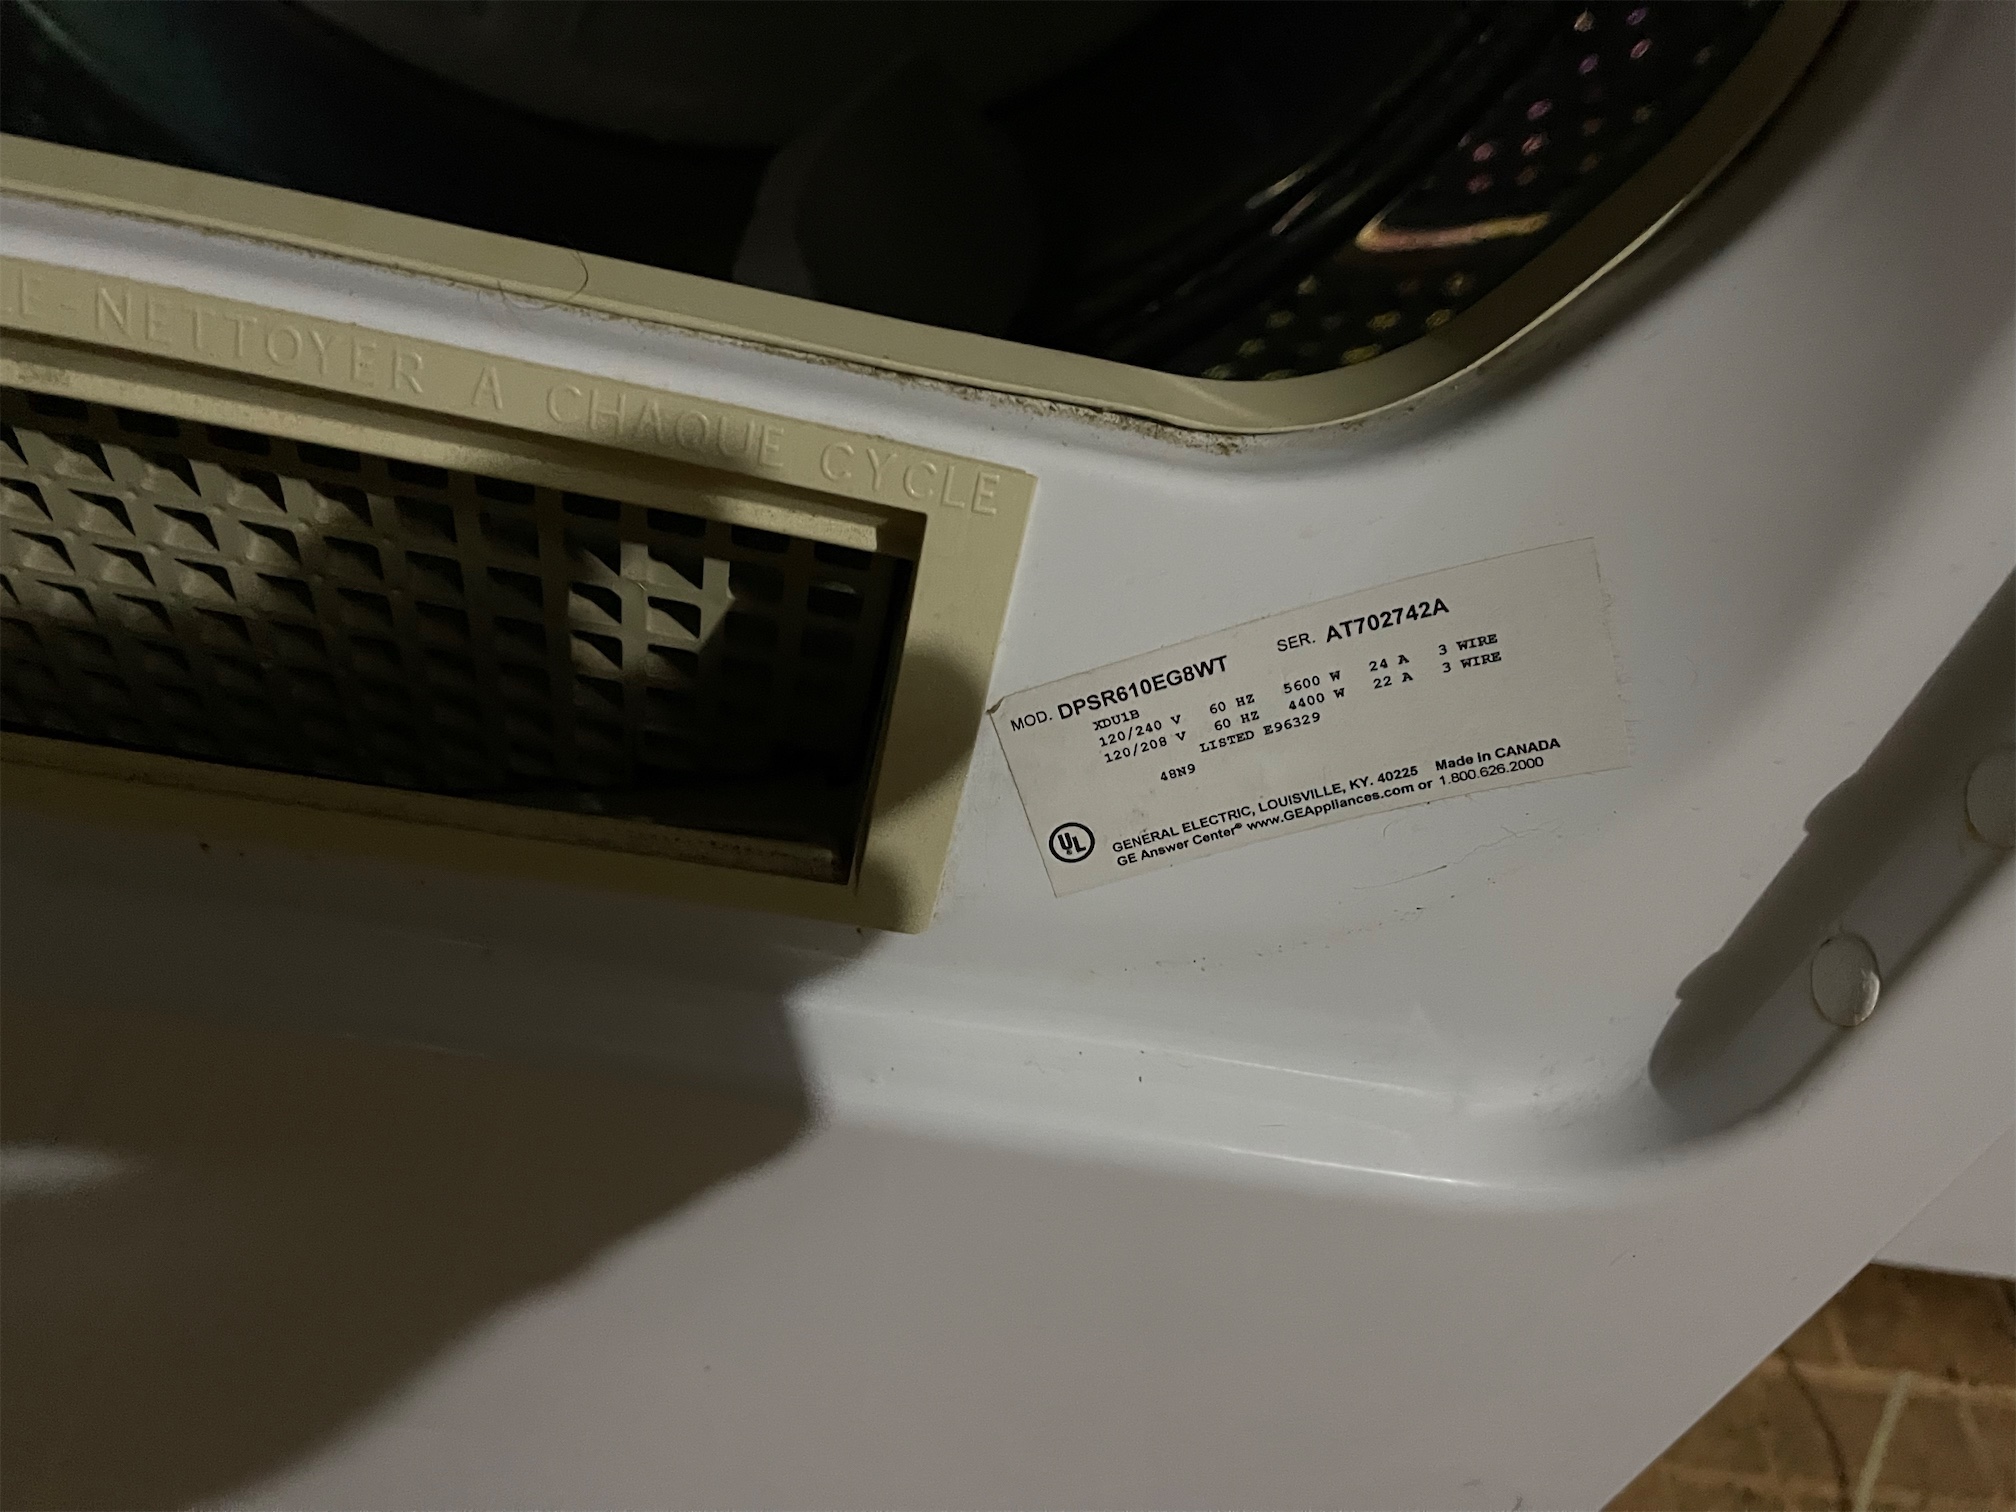 E-NETTOYER A CHAQUE CYCLE
MOD. DPSR610EG8WT SER. AT702742A
XDU1B
120/240 V 60 HZ 5600 W 24 A 3 WIRE
120/208 V 60 HZ 4400 W 22 A 3 WIRE
LISTED E96329
48N9
UL
GENERAL ELECTRIC, LOUISVILLE, KY. 40225 Made in CANADA
GE Answer Center® www.GEAppliances.com or 1.800.626.2000